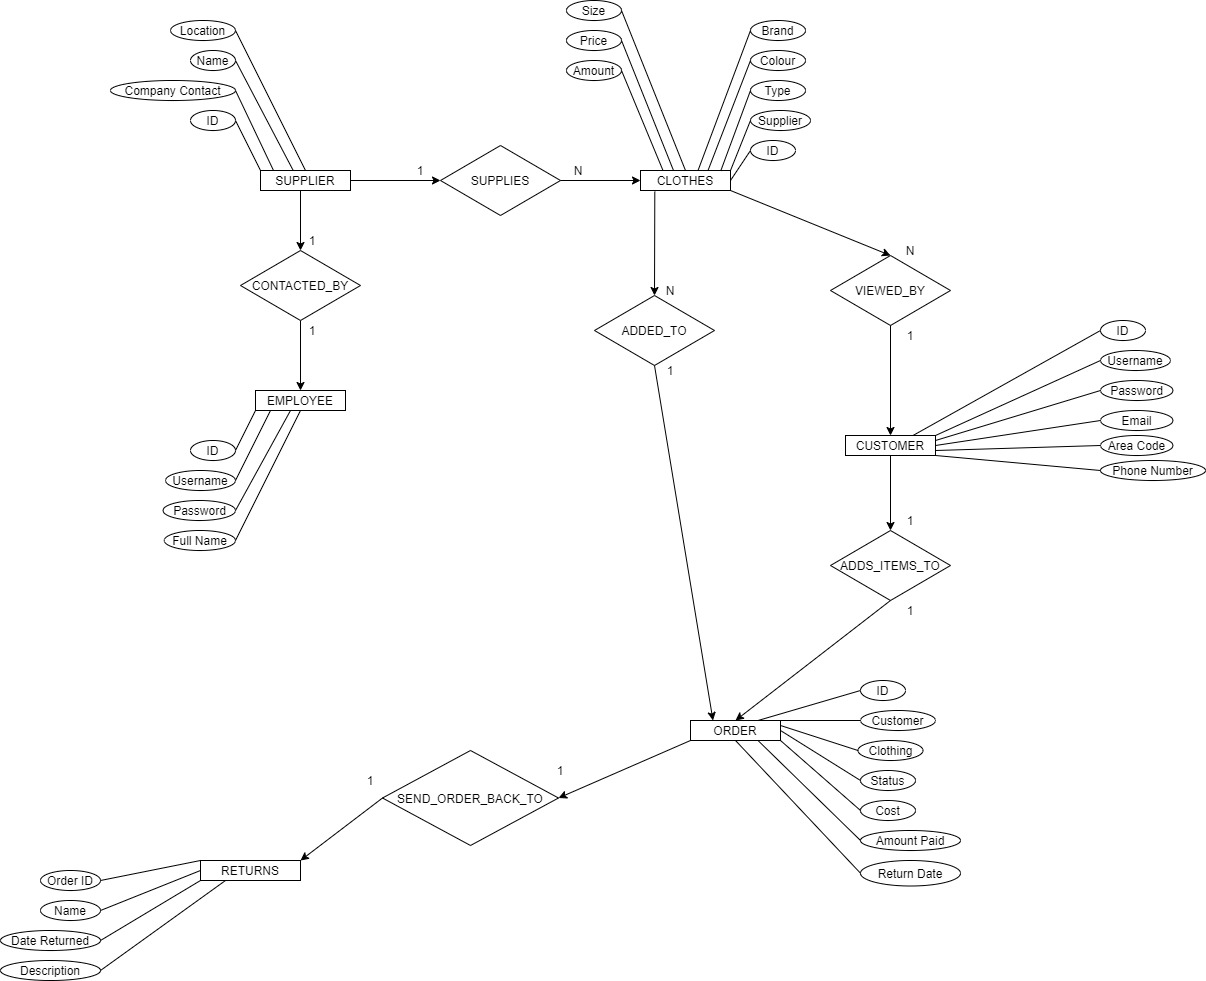 Size
Location
Brand
Price
Name
Colour
Amount
Company Contact
Type
ID
Supplier
ID
SUPPLIER
1
SUPPLIES
N
CLOTHES
1
CONTACTED_BY
1
N
VIEWED_BY
1
N
ADDED_TO
1
EMPLOYEE
ID
Username
Password
Full Name
ID
Username
Password
Email
Area Code
Phone Number
CUSTOMER
1
ADDS_ITEMS_TO
1
ORDER
ID
Customer
Clothing
Status
Cost
Amount Paid
Return Date
1
SEND_ORDER_BACK_TO
1
RETURNS
Order ID
Name
Date Returned
Description